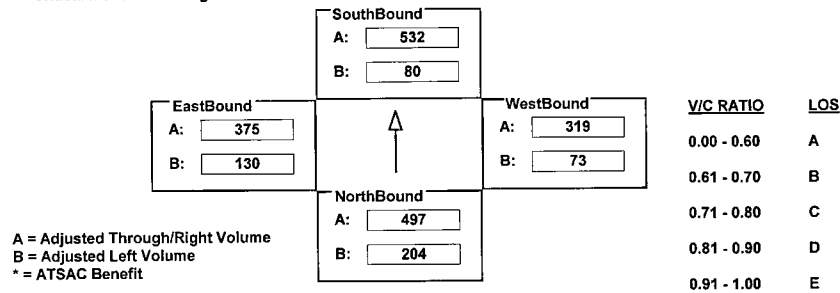 SouthBound
A: 532
B: 80
EastBound
A: 375
B: 130
WestBound
A: 319
B: 73
NorthBound
A: 497
B: 204
A = Adjusted Through/Right Volume
B = Adjusted Left Volume
* = ATSAC Benefit
V/C RATIO LOS
0.00 - 0.60 A
0.61 - 0.70 B
0.71 - 0.80 C
0.81 - 0.90 D
0.91 - 1.00 E